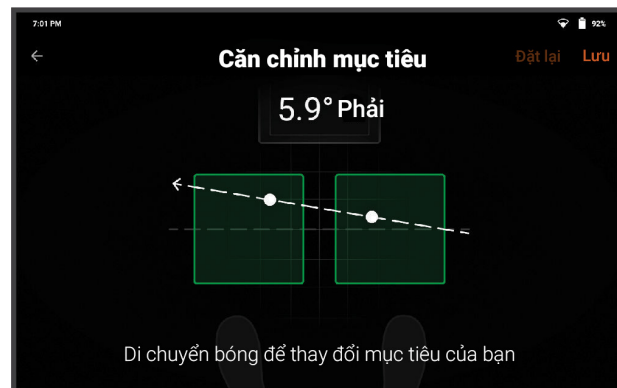 7:01 PM
92%
Căn chỉnh mục tiêu
Đặt lại
Lưu
5.9° Phải
Di chuyển bóng để thay đổi mục tiêu của bạn